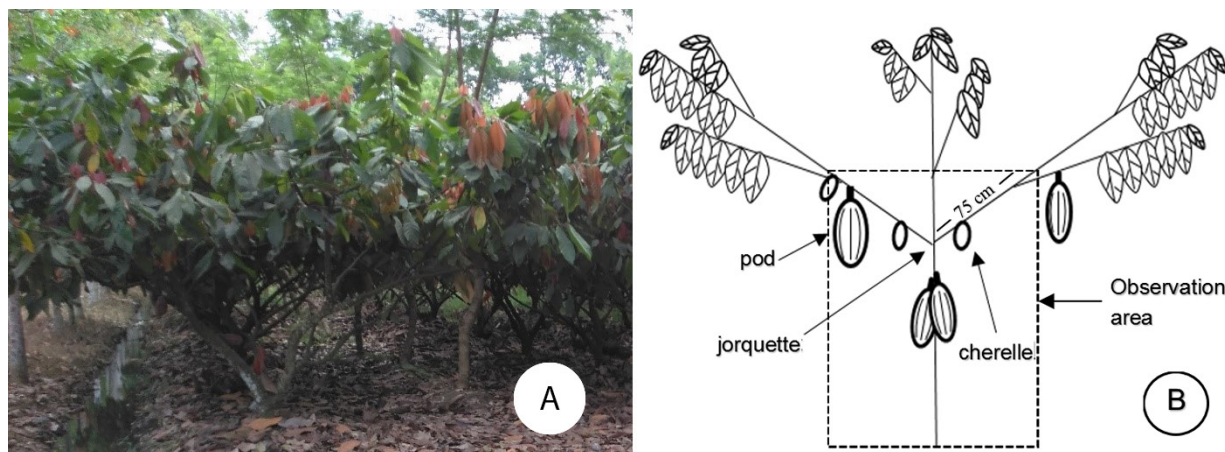 A
75 cm
pod
jorquette
cherelle
Observation
area
B